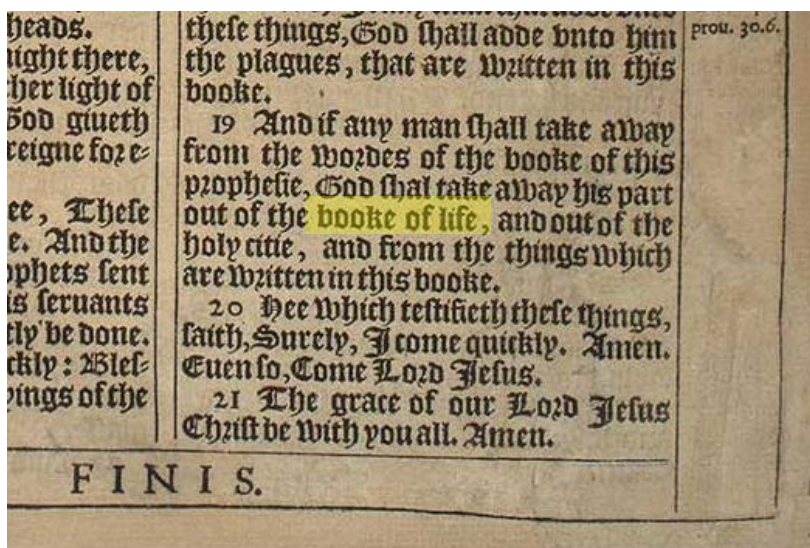 heads.
ight there,
her light of
God giueth
reigne for e-
ee, These
e. And the
ophets sent
is seruants
tly be done.
ckly: Bles-
ings of the
these things, God shall adde vnto him
the plagues, that are written in this
booke.
19 And if any man shall take away
from the wordes of the booke of this
prophesie, God shal take away his part
out of the booke of life, and out of the
holy citie, and from the things which
are written in this booke.
20 Hee which testifieth these things,
saith, Surely, I come quickly. Amen.
Euen so, Come Lord Iesus.
21 The grace of our Lord Iesus
Christ be with you all. Amen.
prou. 30.6.
FINIS.